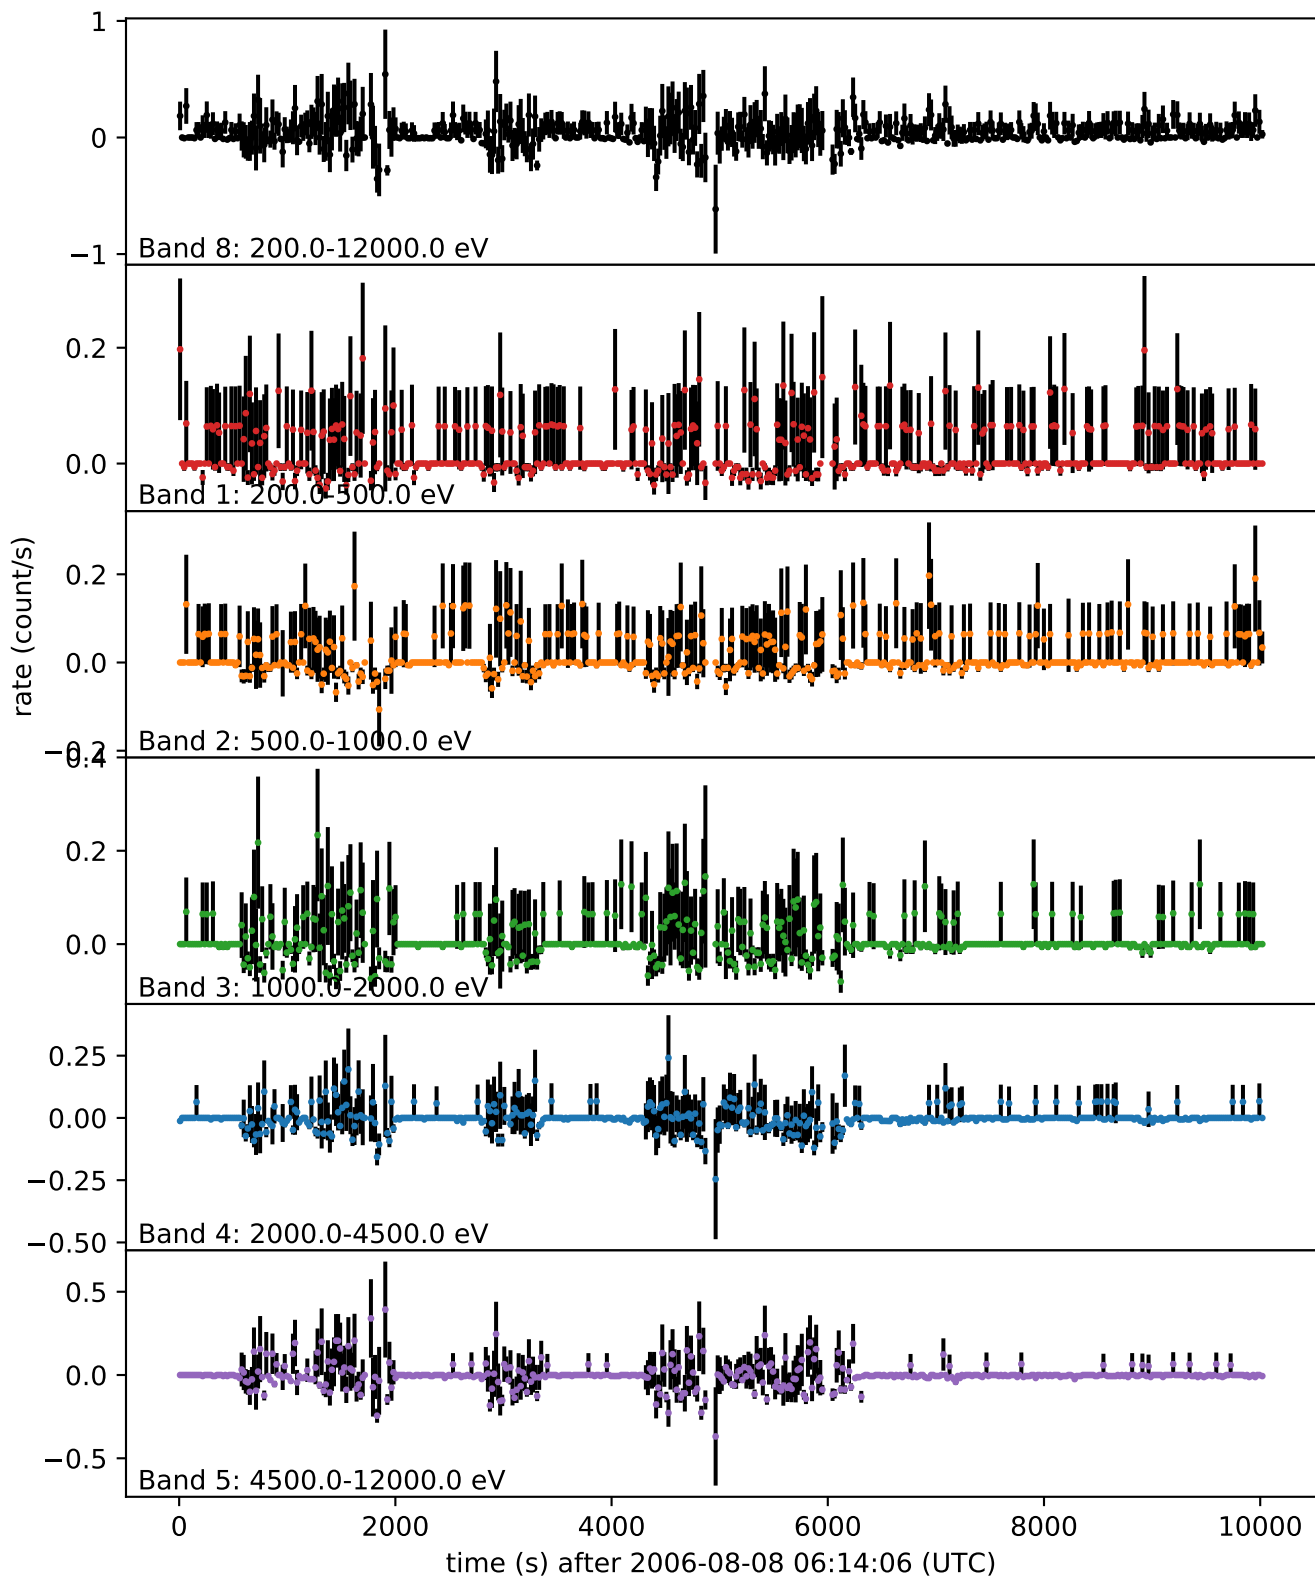 1
0
−1
Band 8: 200.0-12000.0 eV
0.2
0.0
Band 1: 200.0-500.0 eV
rate (count/s)
0.2
0.0
−0.2
Band 2: 500.0-1000.0 eV
0.4
0.2
0.0
Band 3: 1000.0-2000.0 eV
0.25
0.00
−0.25
−0.50
Band 4: 2000.0-4500.0 eV
0.5
0.0
−0.5
Band 5: 4500.0-12000.0 eV
0 2000 4000 6000 8000 10000
time (s) after 2006-08-08 06:14:06 (UTC)